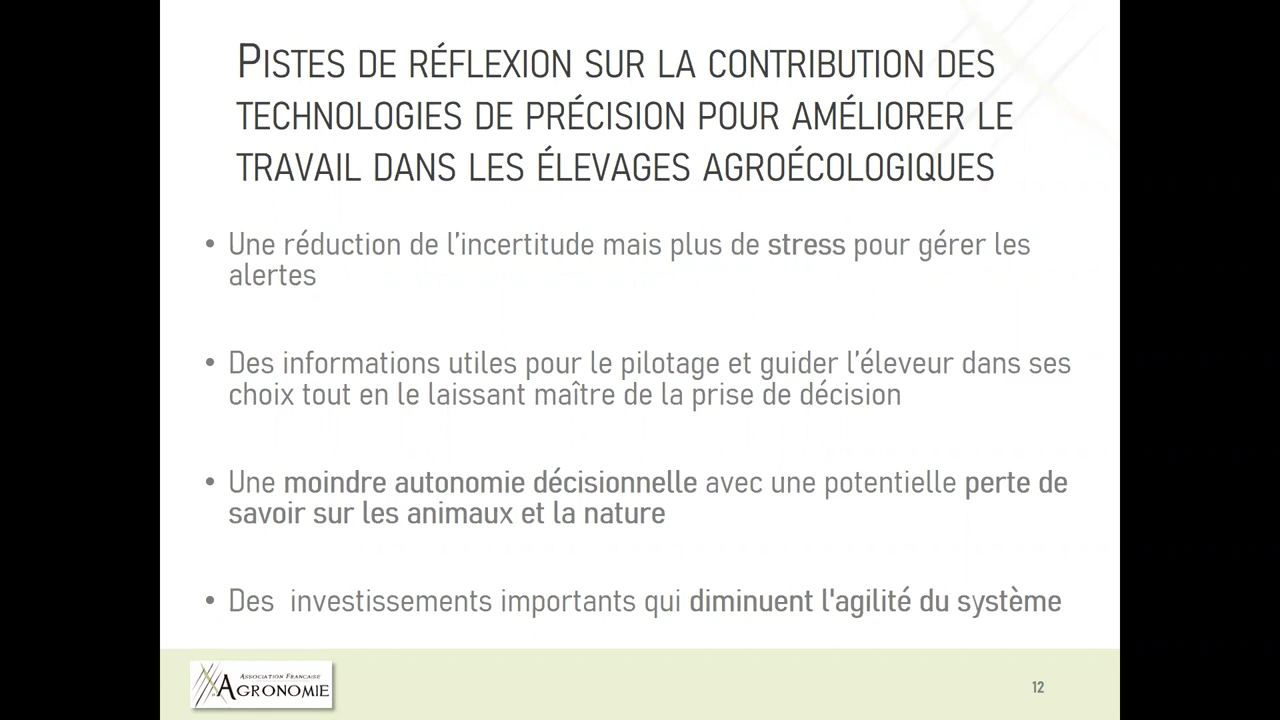 PISTES DE RÉFLEXION SUR LA CONTRIBUTION DES
TECHNOLOGIES DE PRÉCISION POUR AMÉLIORER LE
TRAVAIL DANS LES ÉLEVAGES AGROÉCOLOGIQUES
• Une réduction de l'incertitude mais plus de stress pour gérer les
alertes
• Des informations utiles pour le pilotage et guider l'éleveur dans ses
choix tout en le laissant maître de la prise de décision
• Une moindre autonomie décisionnelle avec une potentielle perte de
savoir sur les animaux et la nature
• Des investissements importants qui diminuent l'agilité du système
ASSOCIATION FRANÇAISE
AGRONOMIE
12